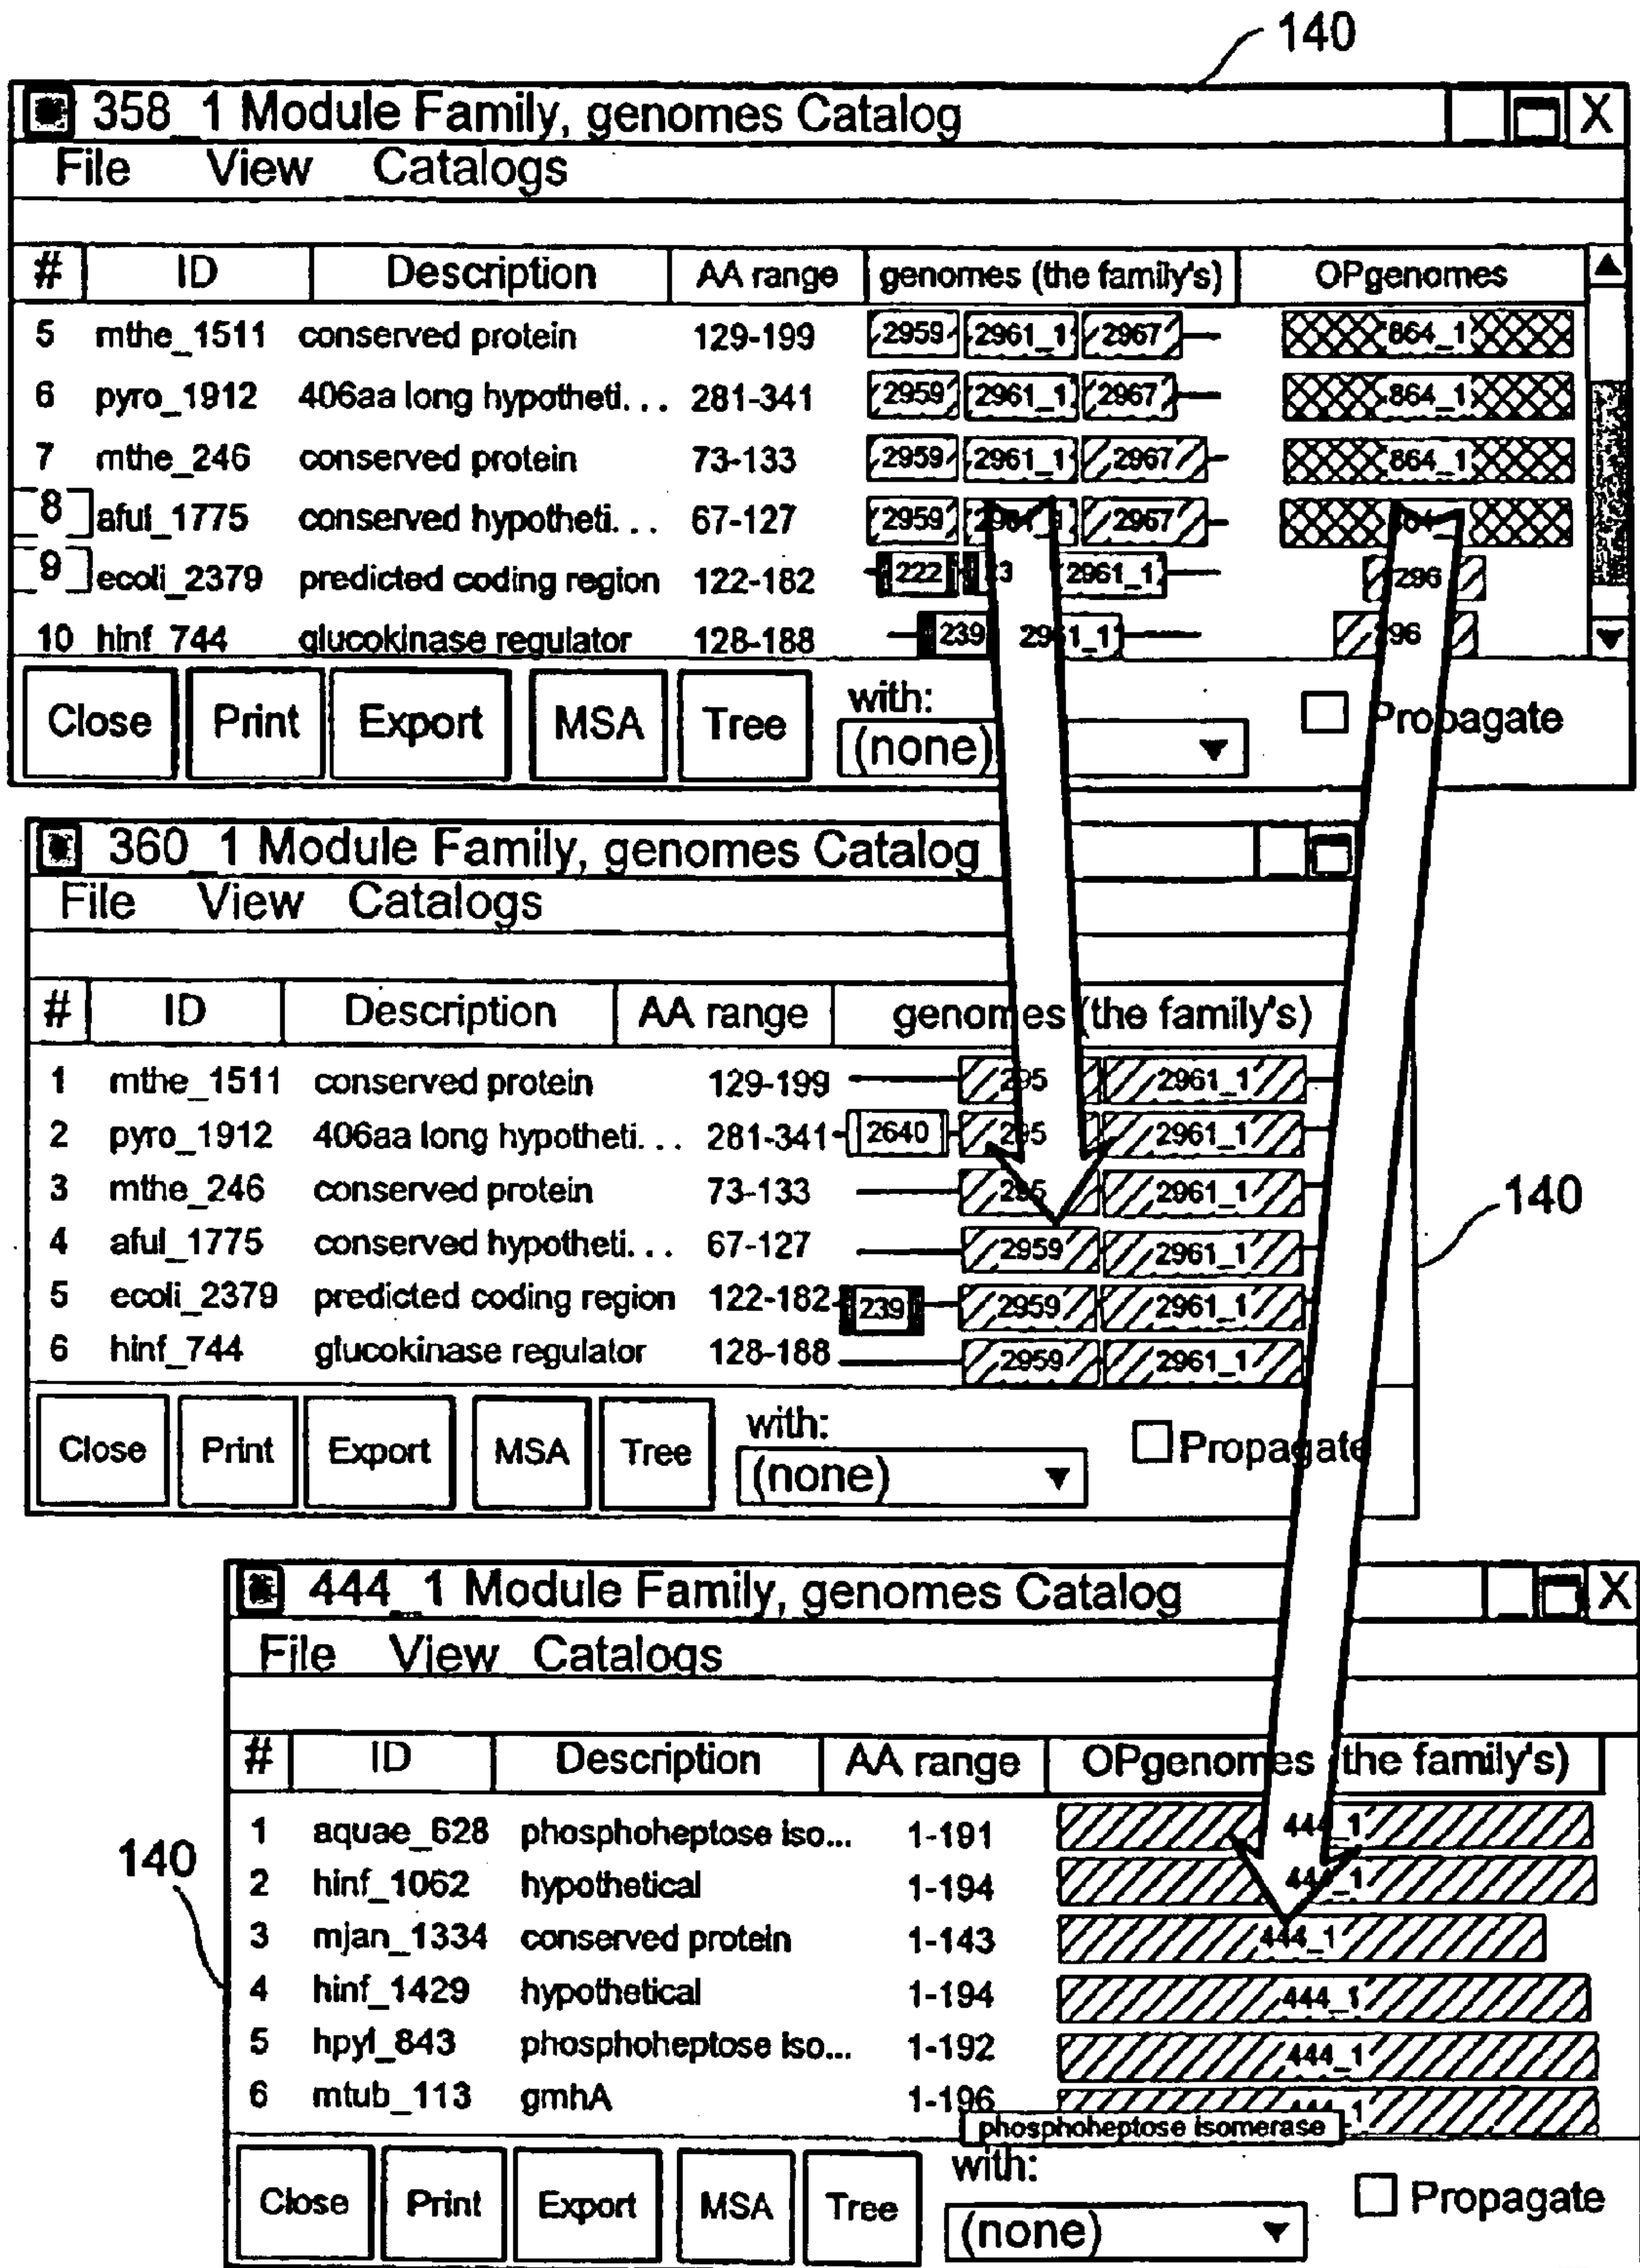 140
358_1 Module Family, genomes Catalog X
File View Catalogs
# ID Description AA range genomes (the family's) OPgenomes
5 mthe_1511 conserved protein 129-199 2959 2961_1 2967 864_1
6 pyro_1912 406aa long hypotheti... 281-341 2959 2961_1 2967 864_1
7 mthe_246 conserved protein 73-133 2959 2961_1 2967 864_1
8 aful_1775 conserved hypotheti... 67-127 2959 2967
9 ecoli_2379 predicted coding region 122-182 222 2961_1 296
10 hinf_744 glucokinase regulator 128-188 239 2961_1
Close Print Export MSA Tree with: (none) Propagate
360_1 Module Family, genomes Catalog
File View Catalogs
# ID Description AA range genomes (the family's)
1 mthe_1511 conserved protein 129-199 2961_1
2 pyro_1912 406aa long hypotheti... 281-341 2640 2961_1
3 mthe_246 conserved protein 73-133 2961_1
4 aful_1775 conserved hypotheti... 67-127 2959 2961_1
5 ecoli_2379 predicted coding region 122-182 239 2959 2961_1
6 hinf_744 glucokinase regulator 128-188 2959 2961_1
140
Close Print Export MSA Tree with: (none) Propagate
444_1 Module Family, genomes Catalog X
File View Catalogs
# ID Description AA range OPgenomes (the family's)
1 aquae_628 phosphoheptose iso... 1-191 444_1
2 hinf_1062 hypothetical 1-194 444_1
140
3 mjan_1334 conserved protein 1-143 444_1
4 hinf_1429 hypothetical 1-194 444_1
5 hpyl_843 phosphoheptose iso... 1-192 444_1
6 mtub_113 gmhA 1-196 444_1
phosphoheptose isomerase
Close Print Export MSA Tree with: (none) Propagate